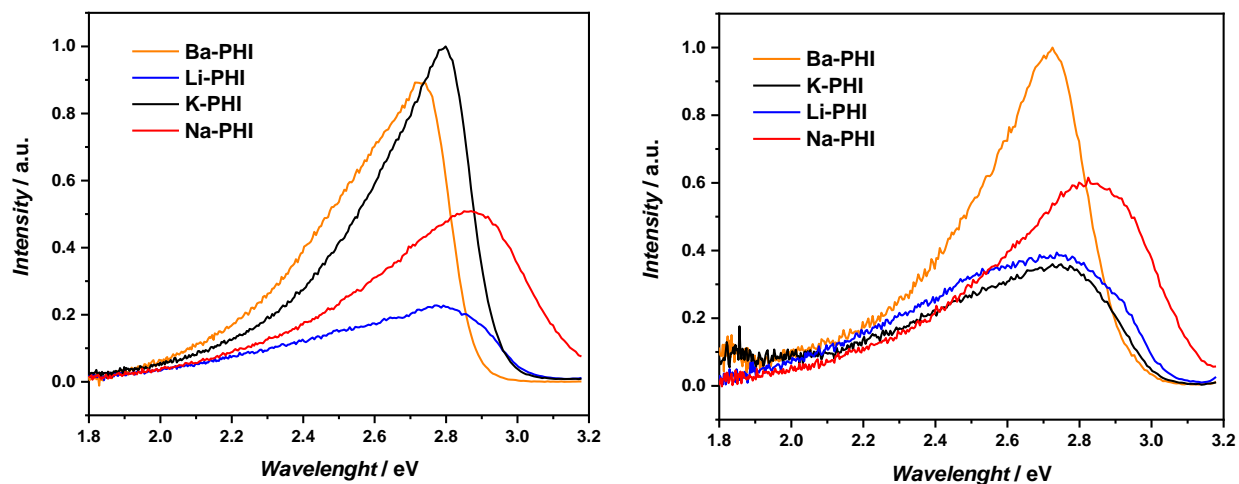 Ba-PHI
Li-PHI
K-PHI
Na-PHI
1.0
0.8
0.6
0.4
0.2
0.0
Intensity / a.u.
1.8 2.0 2.2 2.4 2.6 2.8 3.0 3.2
Wavelenght / eV
Ba-PHI
K-PHI
Li-PHI
Na-PHI
1.0
0.8
0.6
0.4
0.2
0.0
Intensity / a.u.
1.8 2.0 2.2 2.4 2.6 2.8 3.0 3.2
Wavelenght / eV